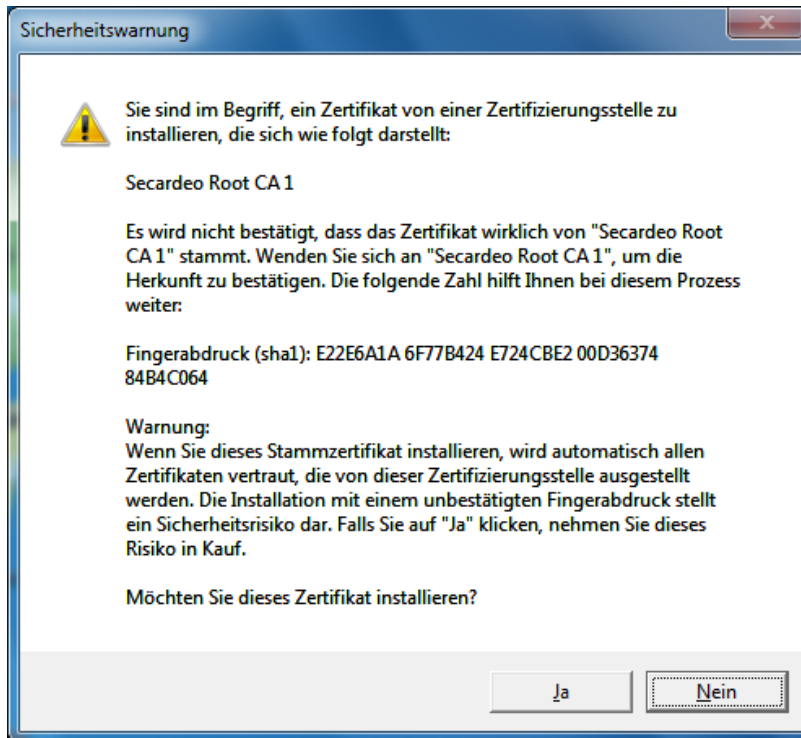 Sicherheitswarnung
Sie sind im Begriff, ein Zertifikat von einer Zertifizierungsstelle zu
installieren, die sich wie folgt darstellt:
Secardeo Root CA 1
Es wird nicht bestätigt, dass das Zertifikat wirklich von "Secardeo Root
CA 1" stammt. Wenden Sie sich an "Secardeo Root CA 1", um die
Herkunft zu bestätigen. Die folgende Zahl hilft Ihnen bei diesem Prozess
weiter:
Fingerabdruck (sha1): E22E6A1A 6F77B424 E724CBE2 00D36374
84B4C064
Warnung:
Wenn Sie dieses Stammzertifikat installieren, wird automatisch allen
Zertifikaten vertraut, die von dieser Zertifizierungsstelle ausgestellt
werden. Die Installation mit einem unbestätigten Fingerabdruck stellt
ein Sicherheitsrisiko dar. Falls Sie auf "Ja" klicken, nehmen Sie dieses
Risiko in Kauf.
Möchten Sie dieses Zertifikat installieren?
Ja
Nein